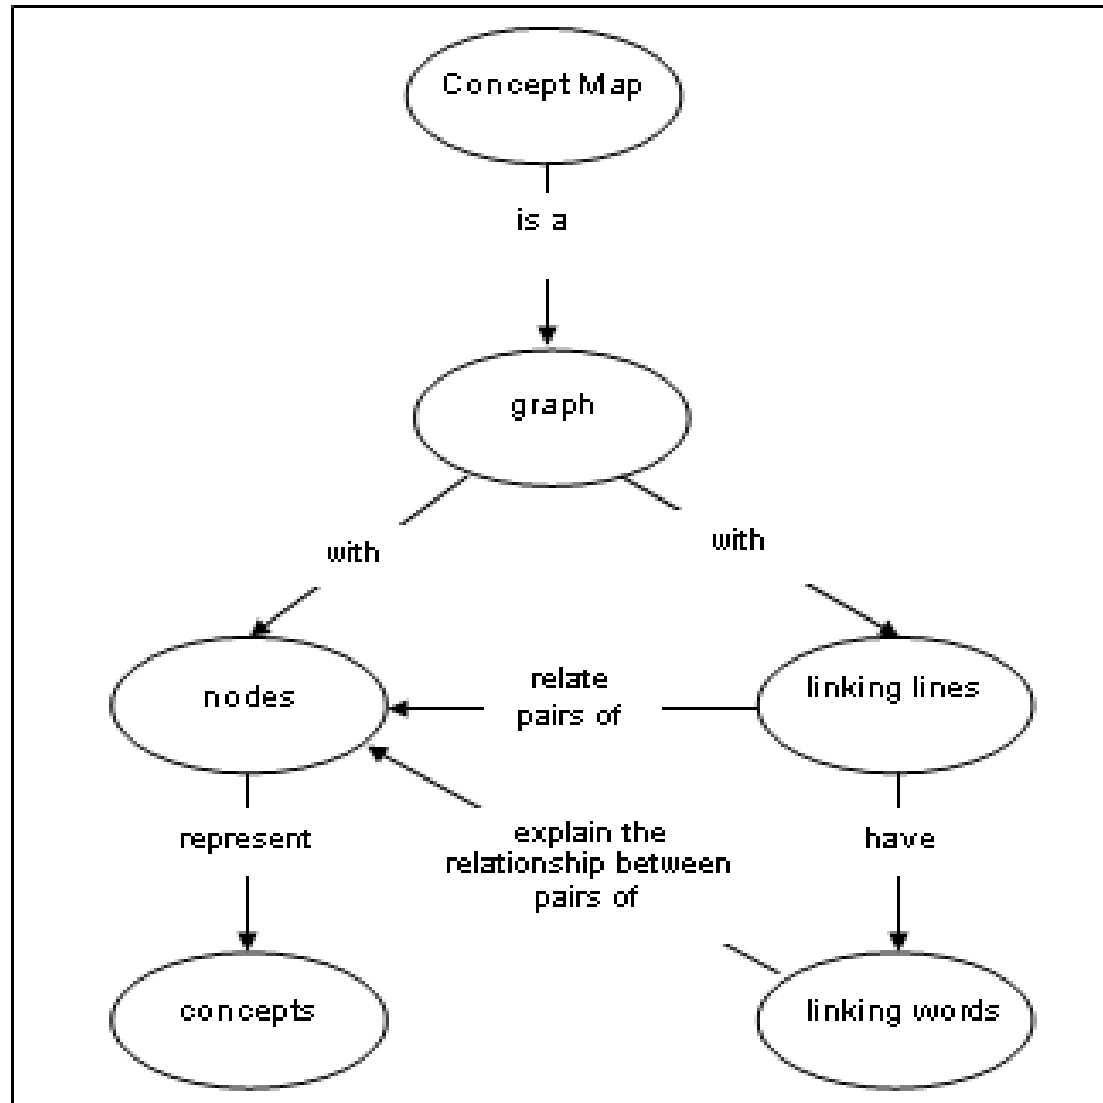 Concept Map
is a
graph
with
with
nodes
relate
pairs of
linking lines
represent
explain the
relationship between
pairs of
have
concepts
linking words